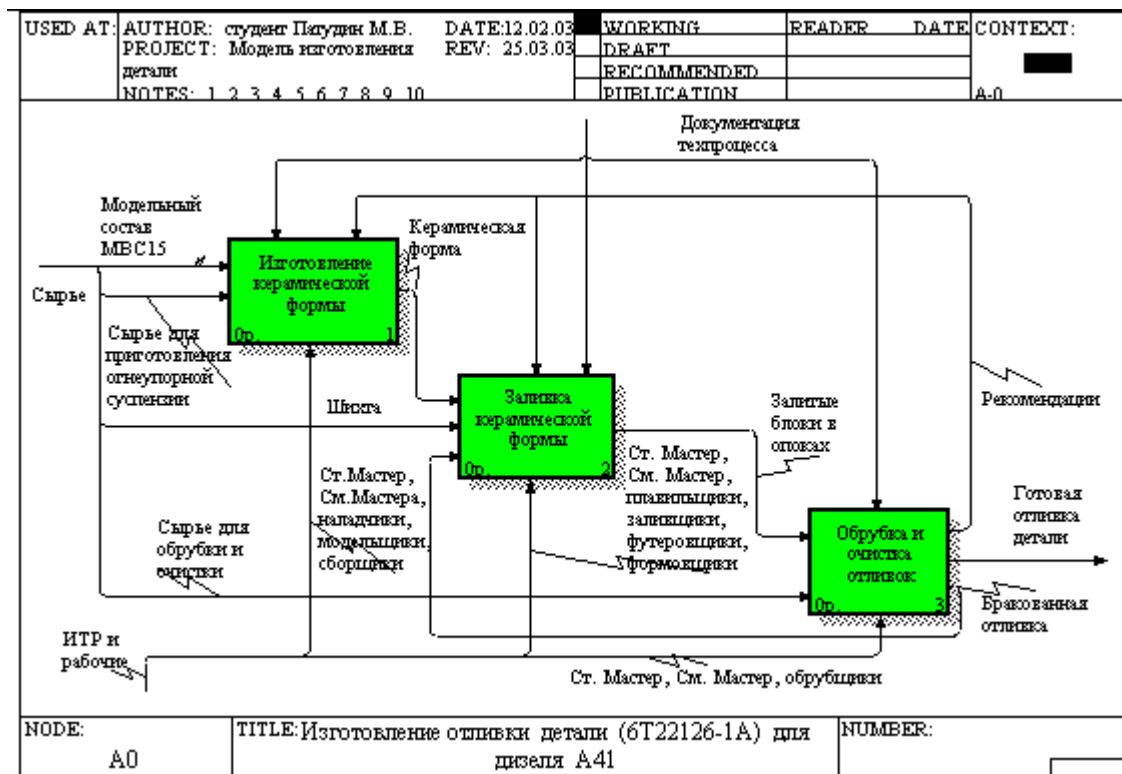 USED AT:
AUTHOR: студент Пагудин М.В.
DATE:12.02.03
PROJECT: Модель изготовления
REV: 25.03.03
детали
NOTES: 1 2 3 4 5 6 7 8 9 10
WORKING
DRAFT
RECOMMENDED
PUBLICATION
READER
DATE
CONTEXT:
A-0
Документация
техпроцесса
Модельный
состав
МВС15
Сырье
Изготовление
керамической
формы
0р.
1
Керамическая
форма
Сырье для
приготовления
огнеупорной
суспензии
Шихта
Заливка
керамической
формы
0р.
2
Залитые
блоки в
опоках
Рекомендации
Ст.Мастер,
См.Мастера,
наладчики,
модельщики,
сборщики
Ст. Мастер,
См. Мастер,
плавильщики,
заливщики,
футеровщики,
формовщики
Готовая
отливка
детали
Сырье для
обрубки и
очистки
Обрубка и
очистка
отливок
0р.
3
Бракованная
отливка
ИТР и
рабочие
Ст. Мастер, См. Мастер, обрубщики
NODE:
A0
TITLE: Изготовление отливки детали (6Т22126-1А) для
дизеля А41
NUMBER: